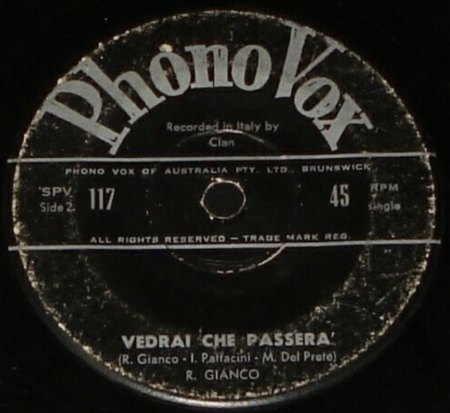 PhonoVox
Recorded in Italy by
Clan
PHONO VOX OF AUSTRALIA PTY. LTD., BRUNSWICK
SPV 117 45 RPM
Side 2 Single
ALL RIGHTS RESERVED — TRADE MARK REG.
VEDRAI CHE PASSERA'
(R. Gianco - I. Palfacini - M. Del Prete)
R. GIANCO